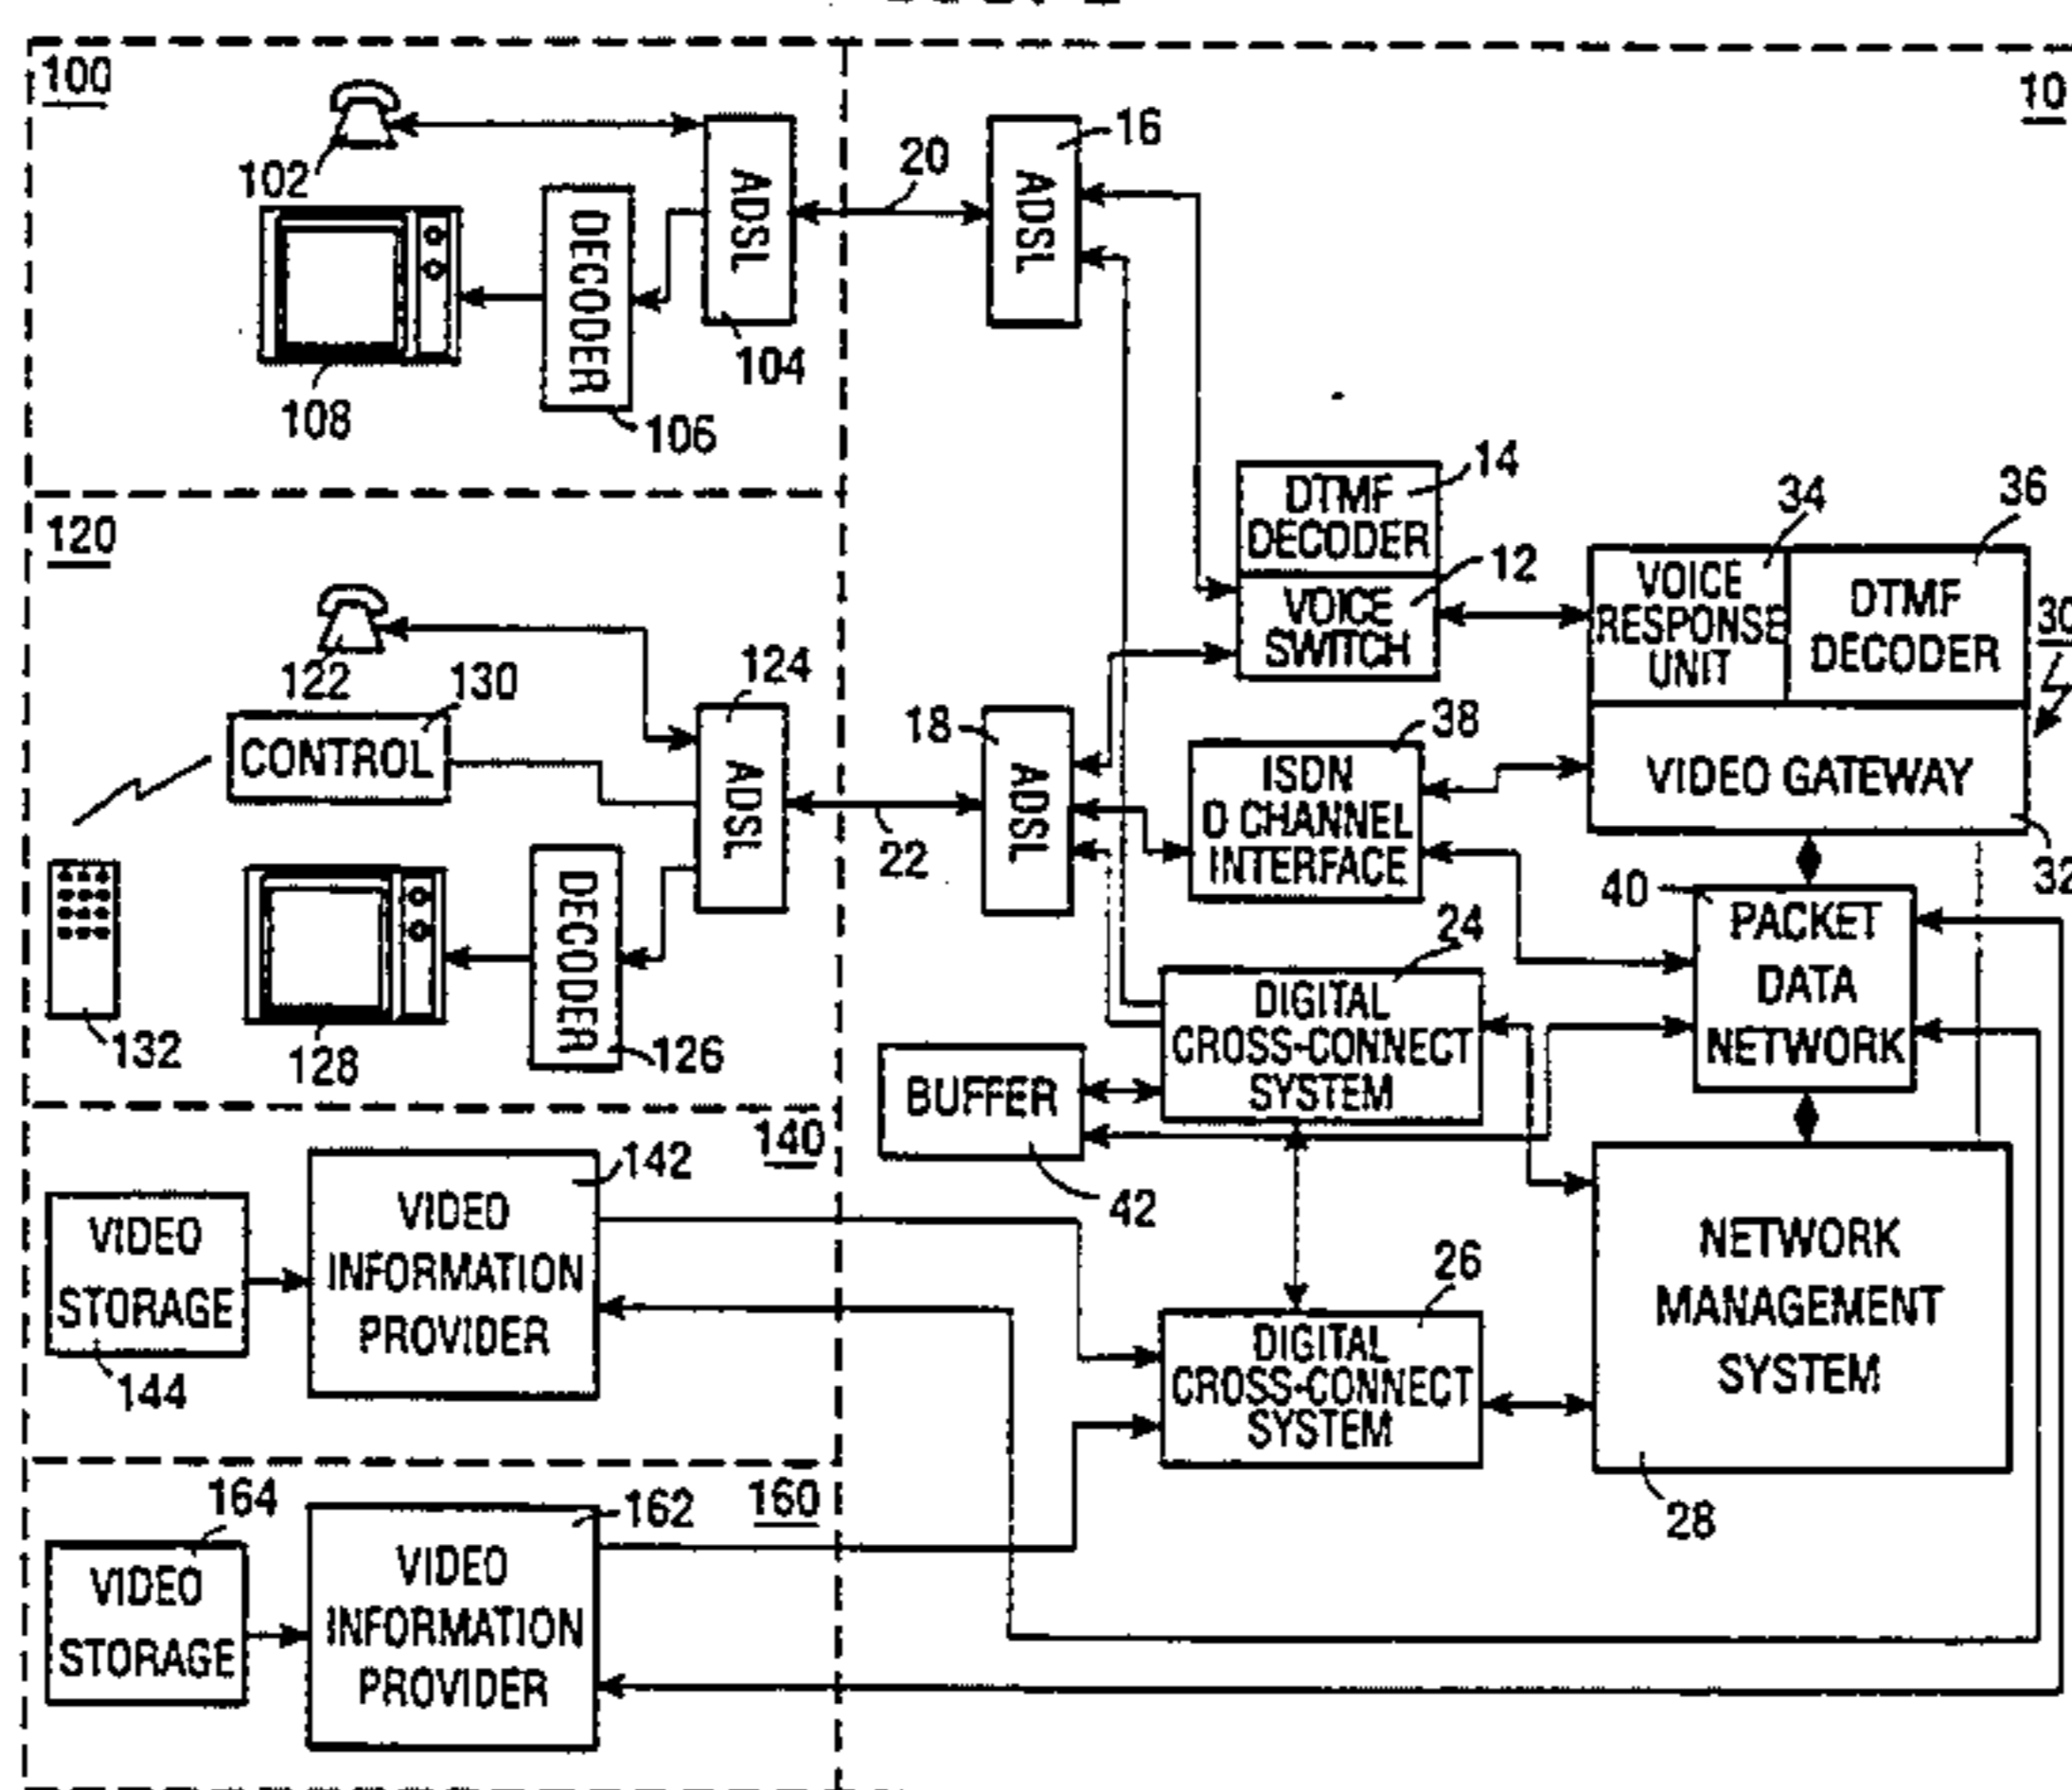 100
10
102
108
DECODER
106
ADSL
104
20
ADSL
16
DTMF
DECODER
14
VOICE
SWITCH
12
VOICE
RESPONSE
UNIT
34
DTMF
DECODER
36
30
VIDEO GATEWAY
32
120
122
CONTROL
130
132
128
DECODER
126
ADSL
124
22
18
ADSL
ISDN
D CHANNEL
INTERFACE
38
40
PACKET
DATA
NETWORK
DIGITAL
CROSS-CONNECT
SYSTEM
24
BUFFER
42
140
VIDEO
STORAGE
144
VIDEO
INFORMATION
PROVIDER
142
DIGITAL
CROSS-CONNECT
SYSTEM
26
NETWORK
MANAGEMENT
SYSTEM
28
160
VIDEO
STORAGE
164
VIDEO
INFORMATION
PROVIDER
162